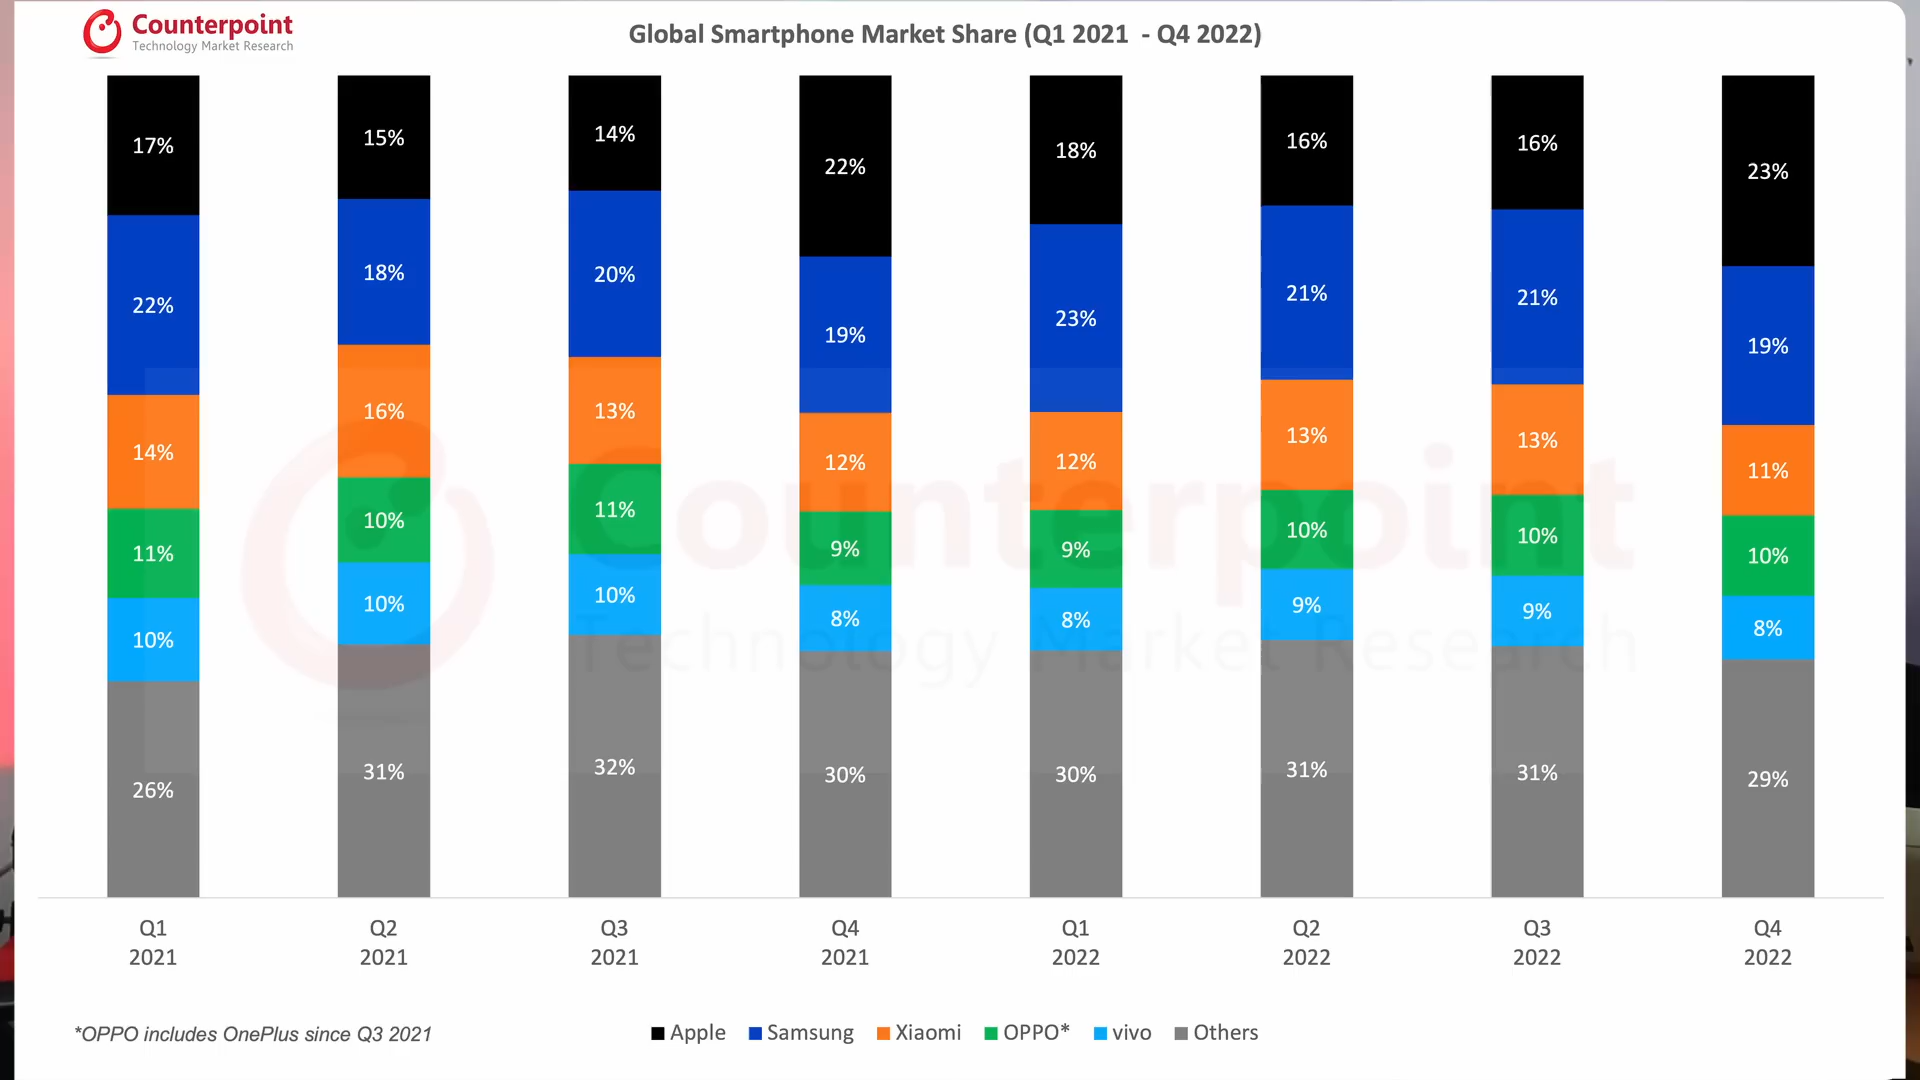 Counterpoint
Technology Market Research
Global Smartphone Market Share (Q1 2021 - Q4 2022)
17% 15% 14% 22% 18% 16% 16% 23%
22% 18% 20% 19% 23% 21% 21% 19%
14% 16% 13% 12% 12% 13% 13% 11%
11% 10% 11% 9% 9% 10% 10% 10%
10% 10% 10% 8% 8% 9% 9% 8%
26% 31% 32% 30% 30% 31% 31% 29%
Counterpoint
Technology Market Research
Q1 Q2 Q3 Q4 Q1 Q2 Q3 Q4
2021 2021 2021 2021 2022 2022 2022 2022
*OPPO includes OnePlus since Q3 2021
Apple Samsung Xiaomi OPPO* vivo Others